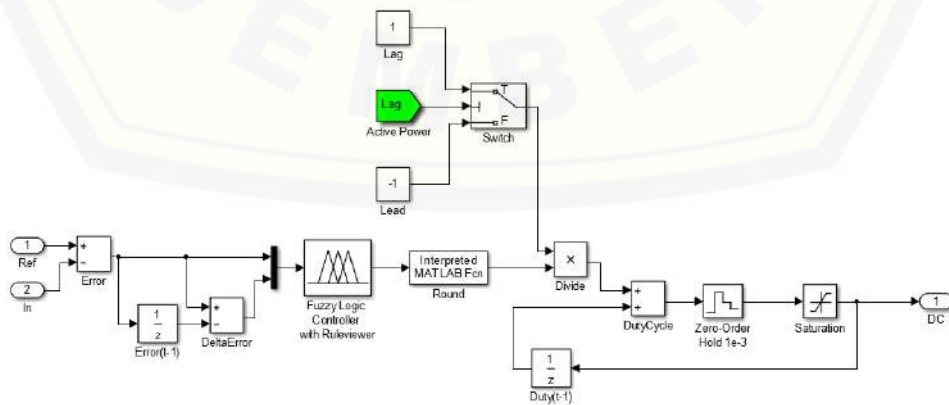 EMBE
1
Lag
Lag
Active Power
T
F
Switch
-1
Lead
1
Ref
2
In
+
−
Error
1
z
Error(t-1)
+
−
DeltaError
Fuzzy Logic
Controller
with Ruleviewer
Interpreted
MATLAB Fcn
Round
×
Divide
+
+
DutyCycle
Zero-Order
Hold 1e-3
Saturation
1
DC
1
z
Duty(t-1)